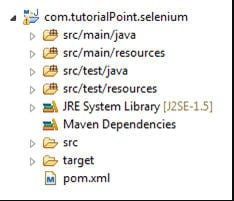 com.tutorialPoint.selenium
src/main/java
src/main/resources
src/test/java
src/test/resources
JRE System Library [J2SE-1.5]
Maven Dependencies
src
target
pom.xml